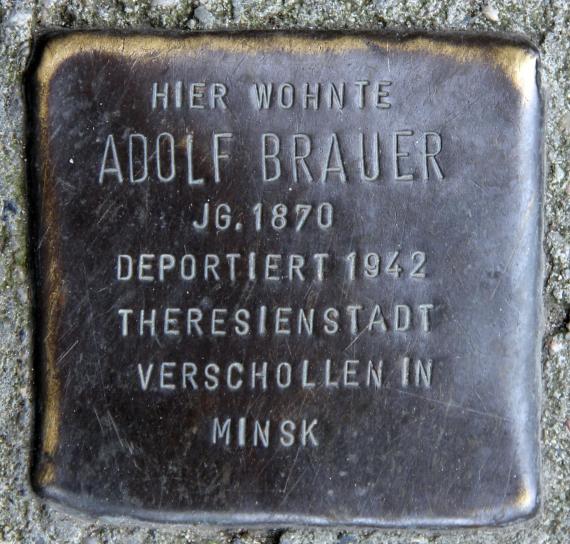 HIER WOHNTE
ADOLF BRAUER
JG. 1870
DEPORTIERT 1942
THERESIENSTADT
VERSCHOLLEN IN
MINSK